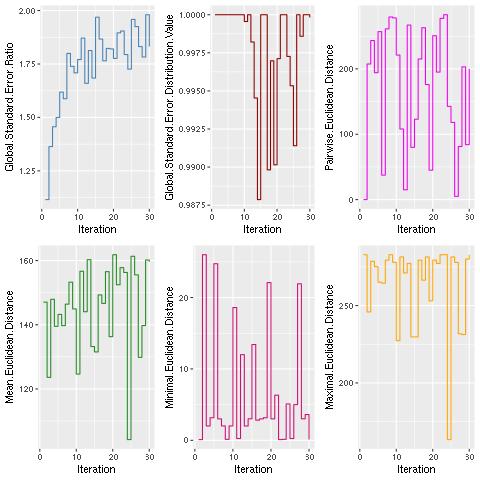 Global.Standard.Error.Ratio
2.00
1.75
1.50
1.25
0 10 20 30
Iteration
Global.Standard.Error.Distribution.Value
1.0000
0.9975
0.9950
0.9925
0.9900
0.9875
0 10 20 30
Iteration
Pairwise.Euclidean.Distance
200
100
0
0 10 20 30
Iteration
Mean.Euclidean.Distance
160
140
120
0 10 20 30
Iteration
Minimal.Euclidean.Distance
20
10
0
0 10 20 30
Iteration
Maximal.Euclidean.Distance
250
200
0 10 20 30
Iteration